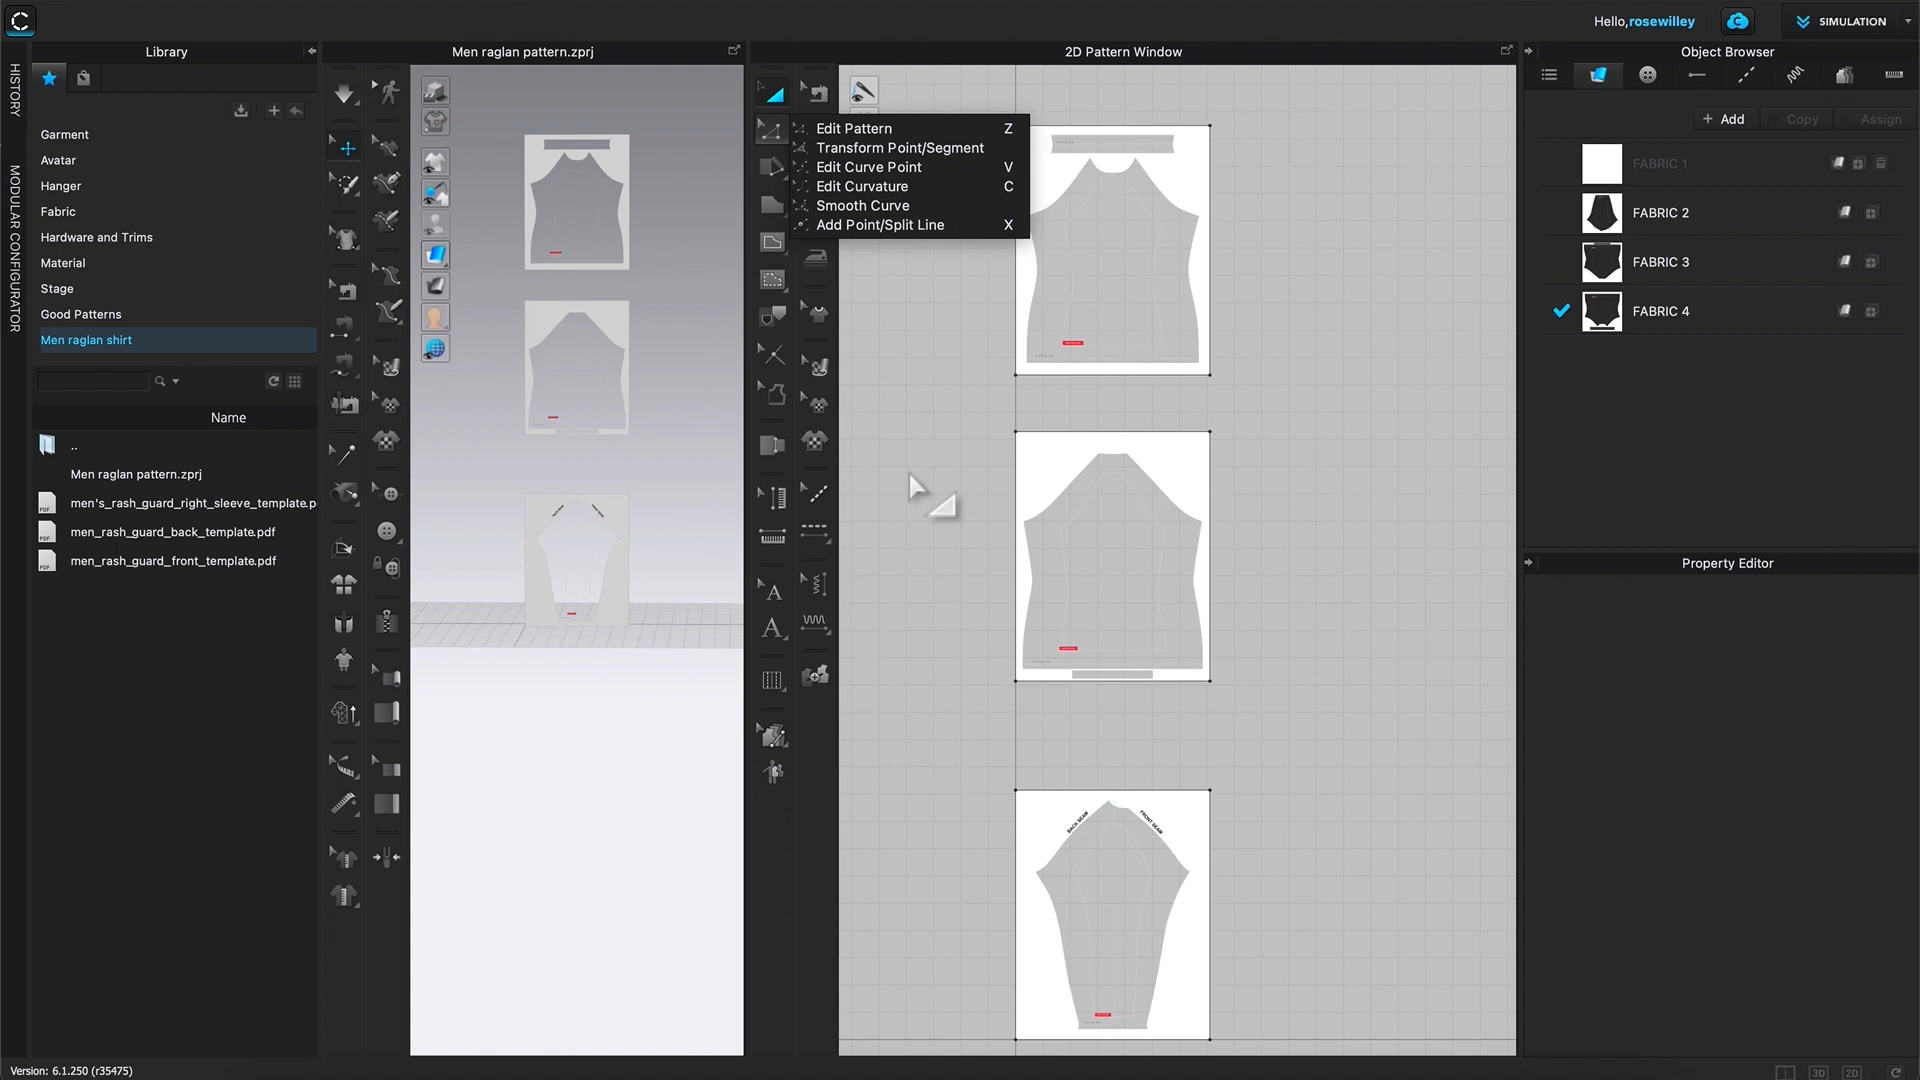 Hello,rosewilley
SIMULATION
Library
Men raglan pattern.zprj
2D Pattern Window
Object Browser
HISTORY
MODULAR CONFIGURATOR
Garment
Avatar
Hanger
Fabric
Hardware and Trims
Material
Stage
Good Patterns
Men raglan shirt
Name
..
Men raglan pattern.zprj
men's_rash_guard_right_sleeve_template.p
men_rash_guard_back_template.pdf
men_rash_guard_front_template.pdf
Edit Pattern Z
Transform Point/Segment
Edit Curve Point V
Edit Curvature C
Smooth Curve
Add Point/Split Line X
BACK SEAM
FRONT SEAM
+ Add
Copy
Assign
FABRIC 1
FABRIC 2
FABRIC 3
FABRIC 4
Property Editor
Version: 6.1.250 (r35475)
3D
2D